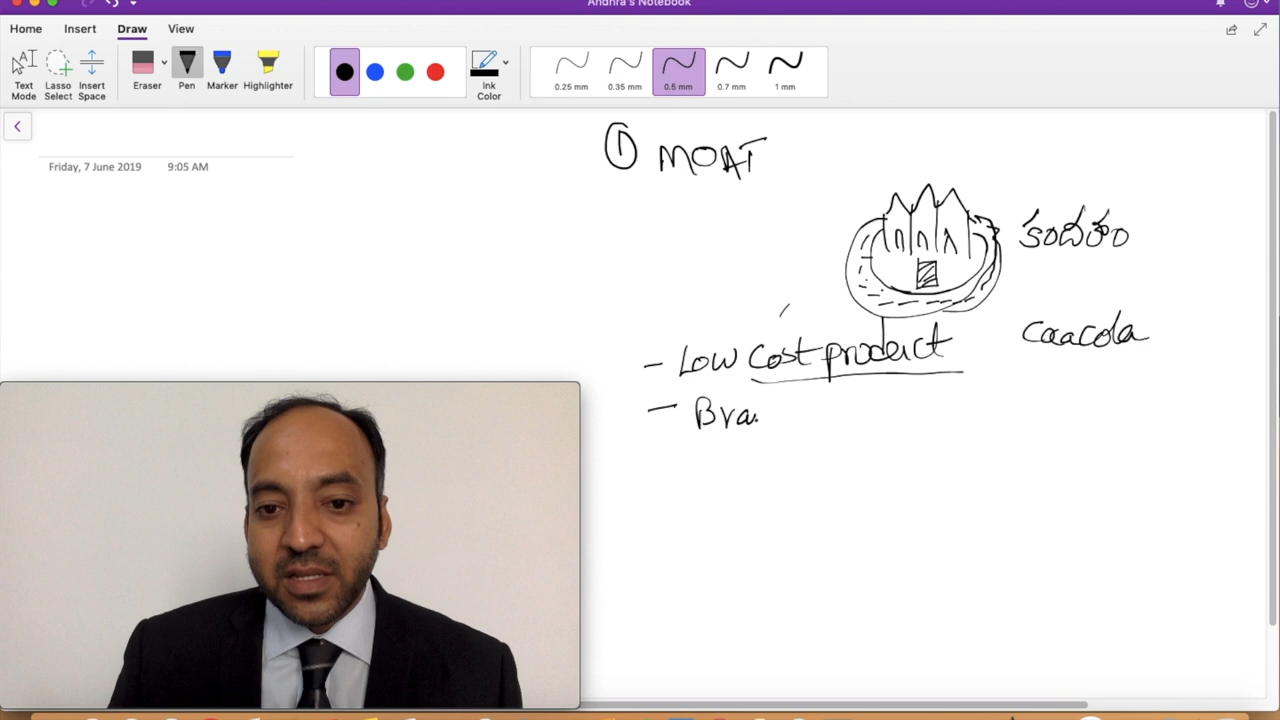 Andhra's Notebook
Home Insert Draw View
Text Mode
Lasso Select
Insert Space
Eraser
Pen
Marker
Highlighter
Ink Color
0.25 mm
0.35 mm
0.5 mm
0.7 mm
1 mm
Friday, 7 June 2019 9:05 AM
① MOAT
కందకం
Cocacola
- Low cost product
- Bra